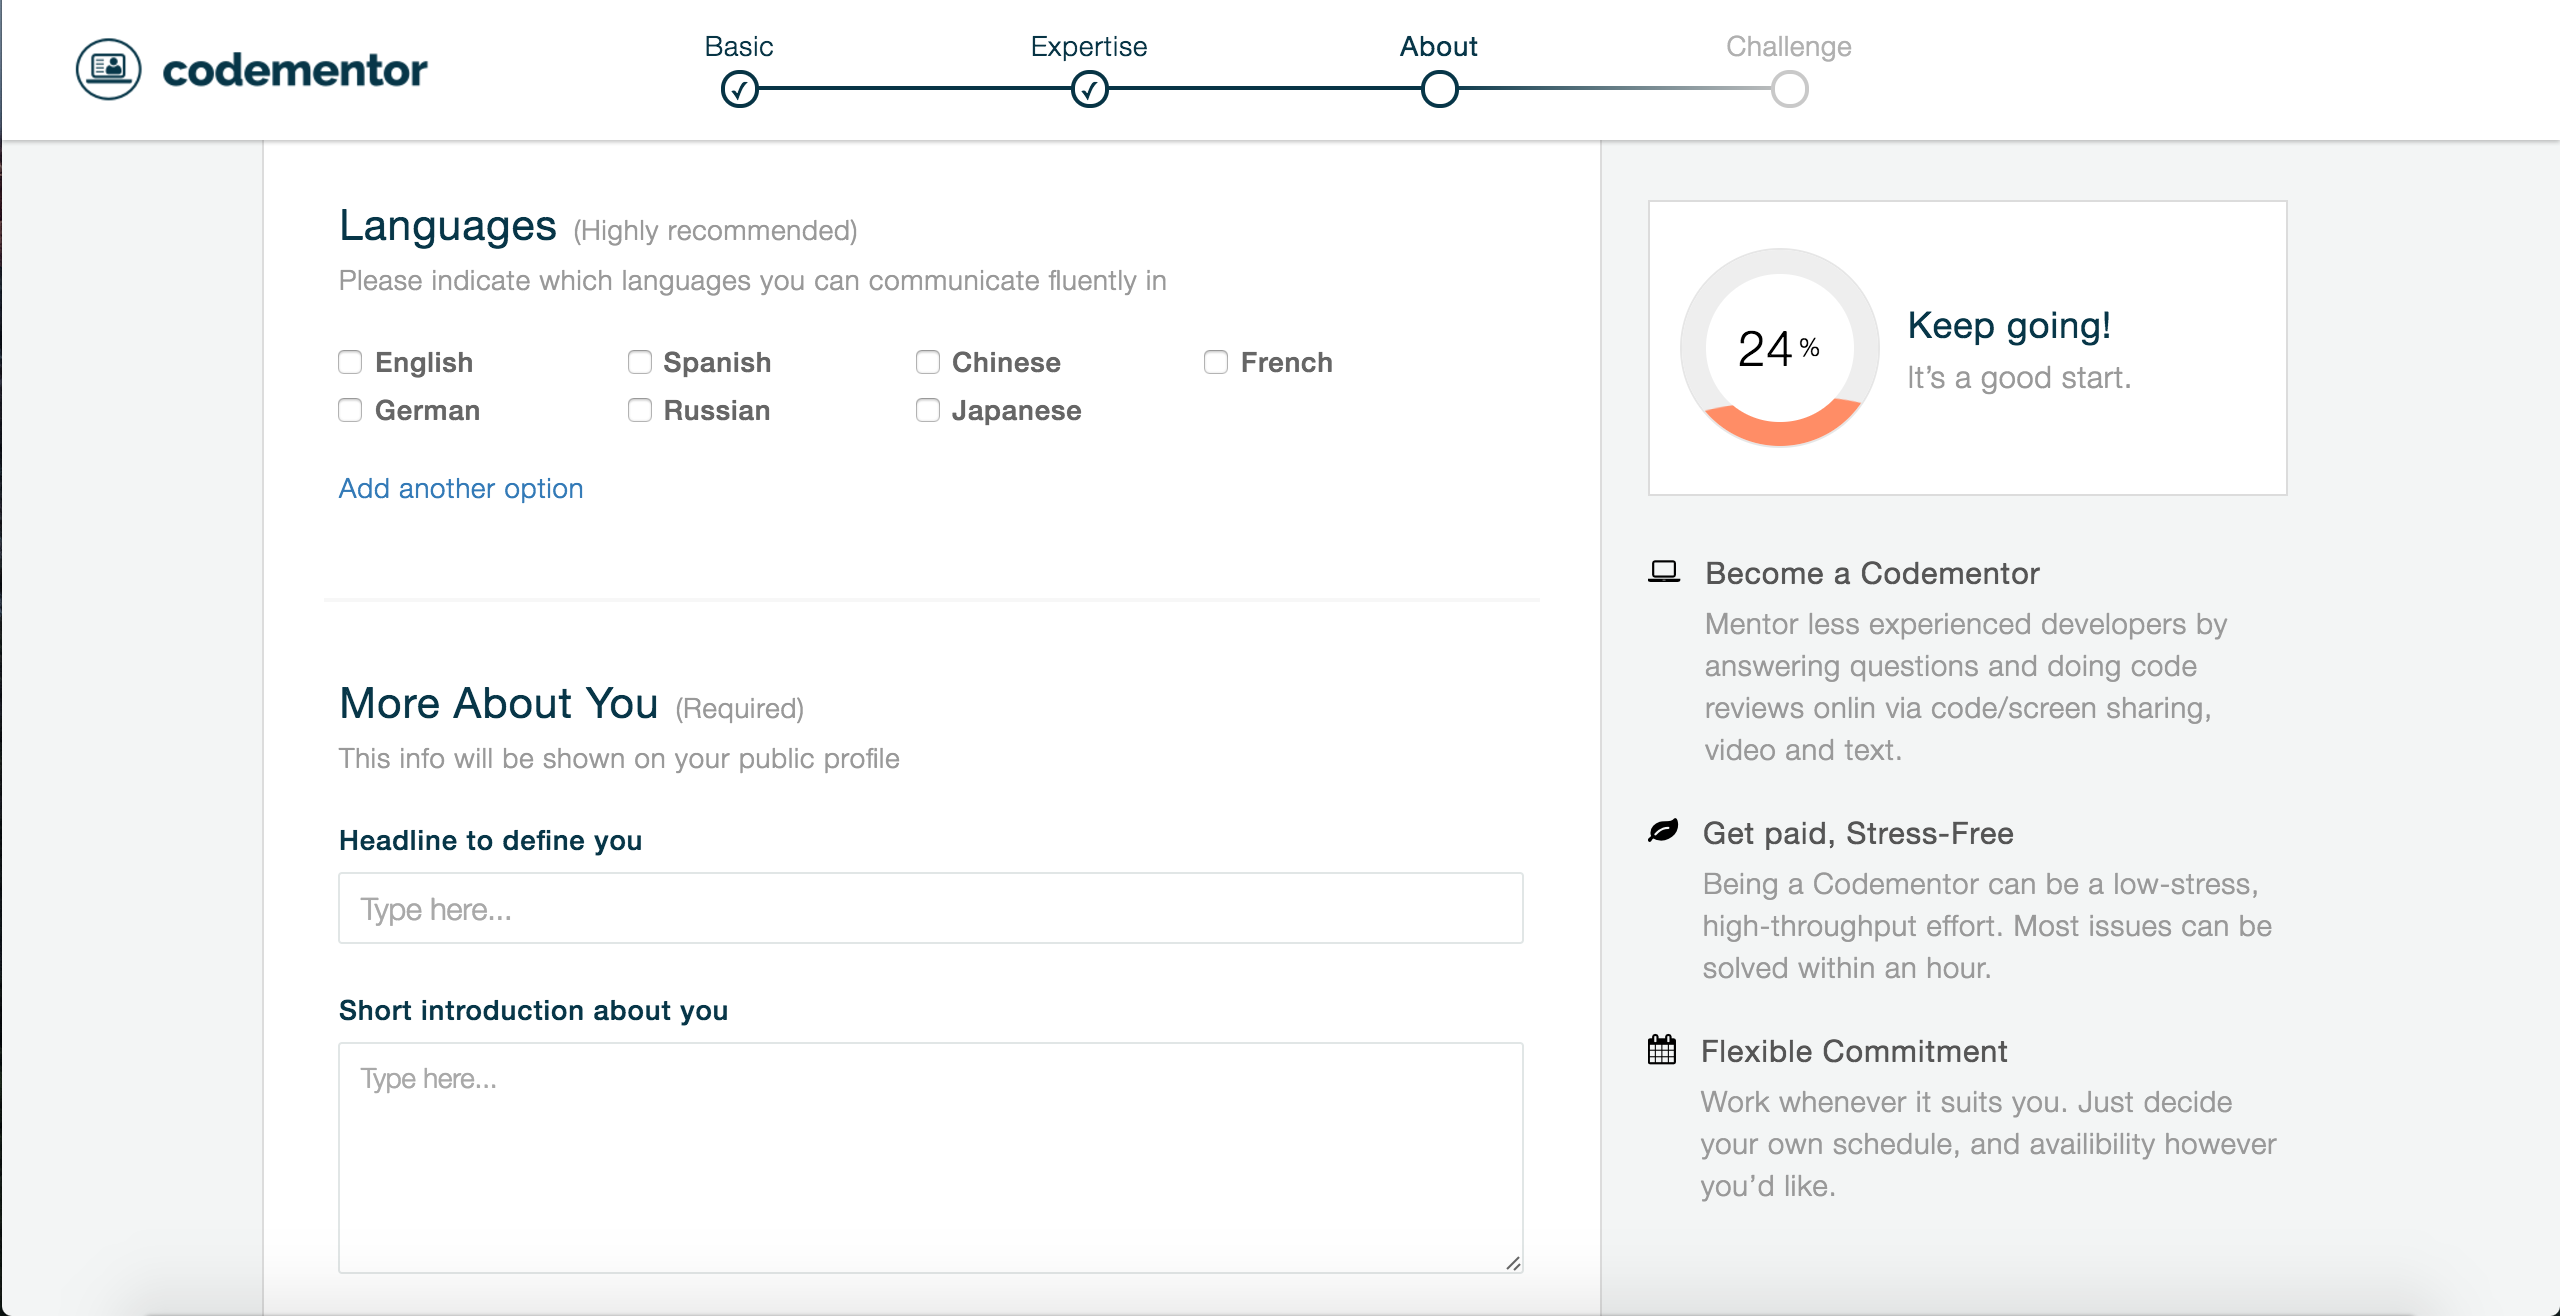 codementor
Basic
Expertise
About
Challenge
Languages (Highly recommended)
Please indicate which languages you can communicate fluently in
English
Spanish
Chinese
French
German
Russian
Japanese
Add another option
More About You (Required)
This info will be shown on your public profile
Headline to define you
Type here...
Short introduction about you
Type here...
24%
Keep going!
It’s a good start.
Become a Codementor
Mentor less experienced developers by
answering questions and doing code
reviews onlin via code/screen sharing,
video and text.
Get paid, Stress-Free
Being a Codementor can be a low-stress,
high-throughput effort. Most issues can be
solved within an hour.
Flexible Commitment
Work whenever it suits you. Just decide
your own schedule, and availibility however
you’d like.